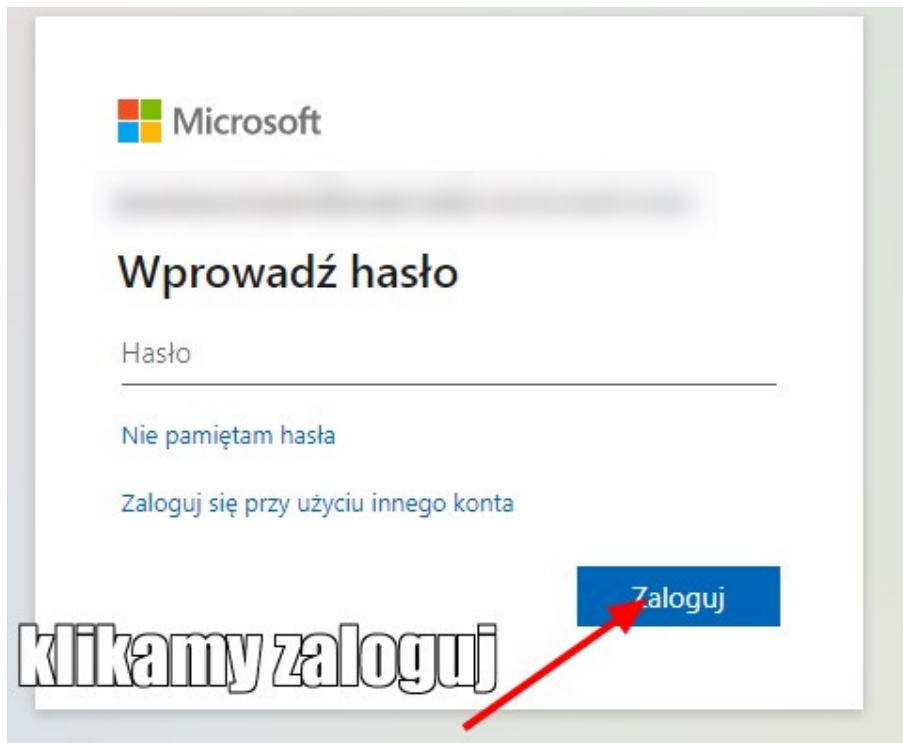 Microsoft
Wprowadź hasło
Hasło
Nie pamiętam hasła
Zaloguj się przy użyciu innego konta
Zaloguj
klikamy zaloguj